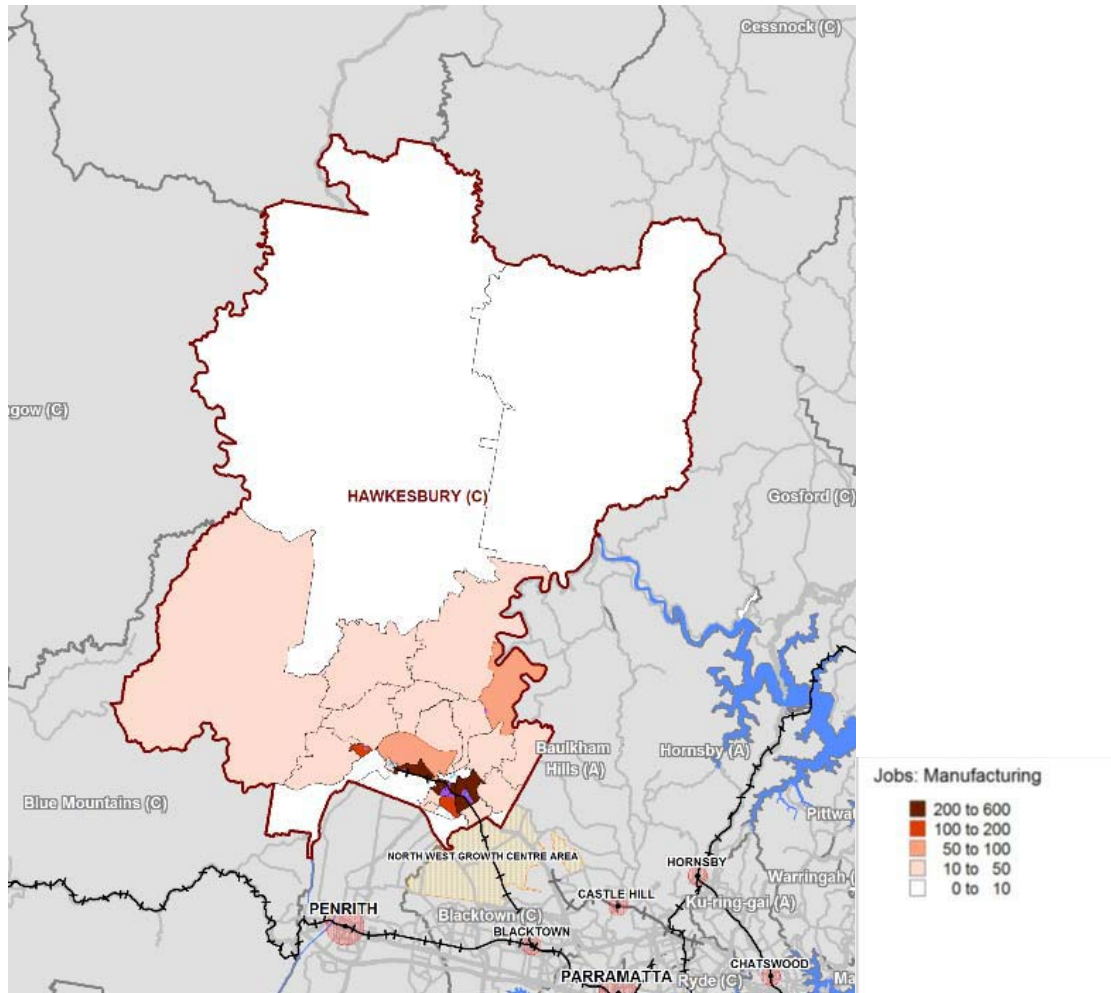 Cessnock (C)
gow (C)
HAWKESBURY (C)
Gosford (C)
Baulkham
Hills (A)
Hornsby (A)
Blue Mountains (C)
Pittwa
NORTH WEST GROWTH CENTRE AREA
HORNSBY
Warringah (
CASTLE HILL
Ku-ring-gai (A)
PENRITH
Blacktown (C)
BLACKTOWN
CHATSWOOD
PARRAMATTA
Ryde (C)
Ma
Jobs: Manufacturing
200 to 600
100 to 200
50 to 100
10 to 50
0 to 10